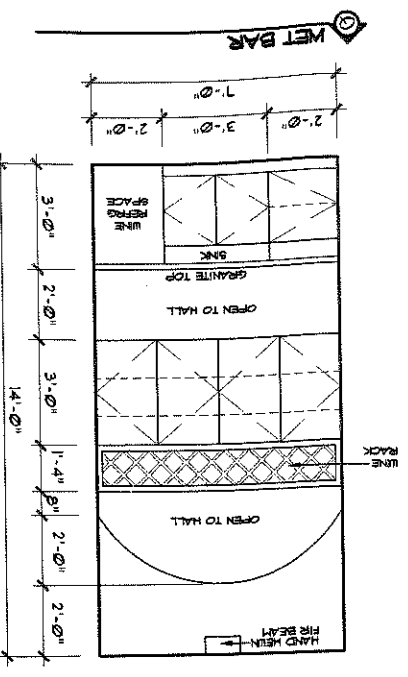 HAND HEWN
FIR BEAM
2'-0"
2'-0"
OPEN TO HALL
8"
WINE
RACK
1'-4"
14'-0"
3'-0"
OPEN TO HALL
2'-0"
GRANITE TOP
SINK
WINE
REFRG
SPACE
3'-0"
2'-0" 3'-0" 2'-0"
7'-0"
Q WET BAR